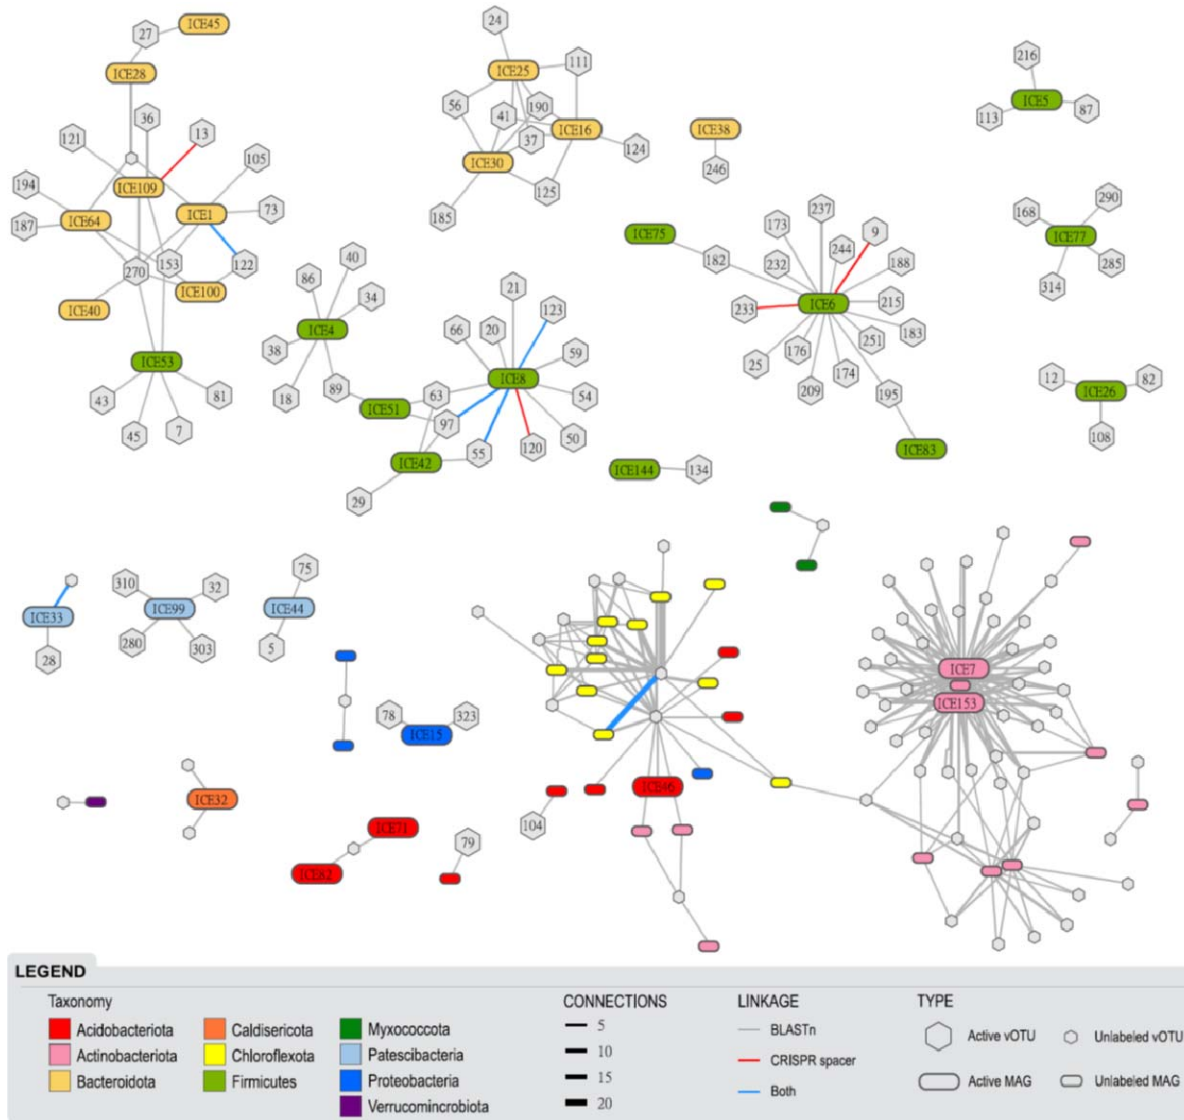 27
ICE45
ICE28
36
13
121
105
ICE109
194
187
ICE64
ICE1
73
270
153
122
ICE100
ICE40
ICE53
43
45
7
81
24
ICE25
111
56
190
41
ICE16
37
124
ICE30
125
185
ICE38
246
216
ICE5
113
87
40
86
34
ICE4
38
18
89
ICE51
21
123
66
20
59
ICE8
63
54
97
50
120
55
ICE42
29
ICE75
182
173
237
9
232
244
188
ICE6
233
215
183
25
176
251
174
209
195
ICE83
ICE144
134
290
168
ICE77
285
314
12
82
ICE26
108
ICE33
28
310
32
ICE99
280
303
75
ICE44
5
78
323
ICE15
ICE32
ICE71
ICE82
79
104
ICE46
ICE7
ICE153
LEGEND
Taxonomy
Acidobacteriota
Actinobacteriota
Bacteroidota
Caldisericota
Chloroflexota
Firmicutes
Myxococcota
Patescibacteria
Proteobacteria
Verrucomincrobiota
CONNECTIONS
5
10
15
20
LINKAGE
BLASTn
CRISPR spacer
Both
TYPE
Active vOTU
Unlabeled vOTU
Active MAG
Unlabeled MAG